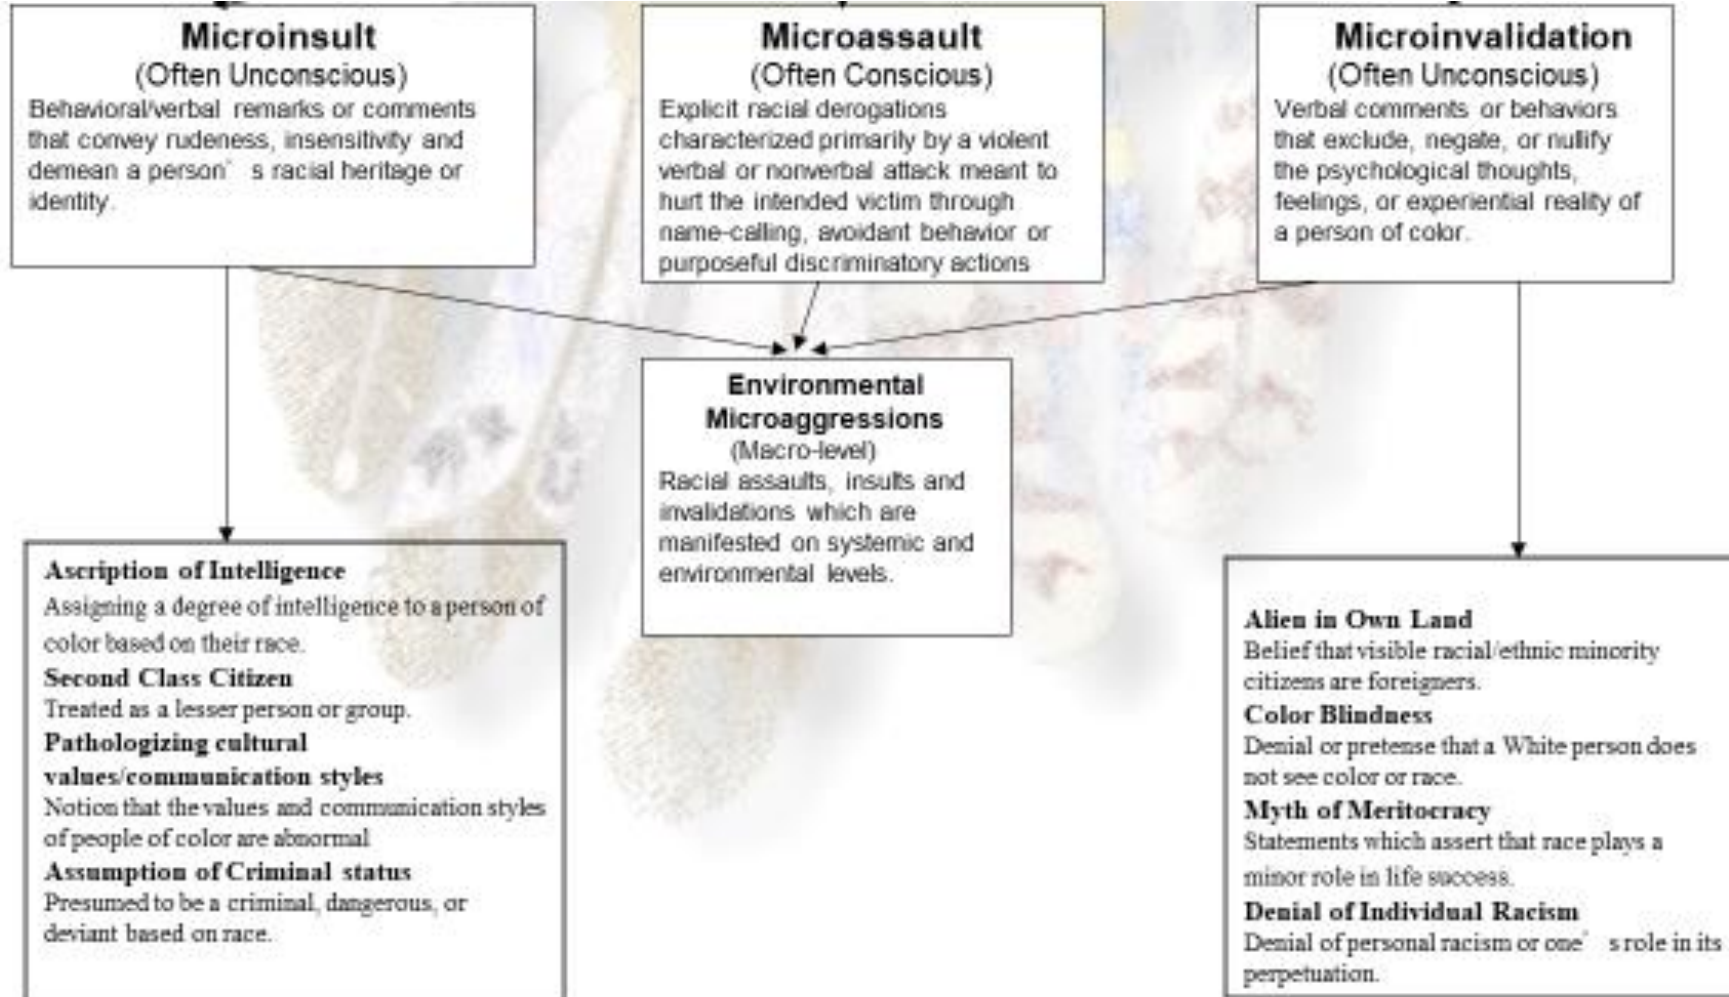 Microinsult
(Often Unconscious)
Behavioral/verbal remarks or comments
that convey rudeness, insensitivity and
demean a person´ s racial heritage or
identity.
Microassault
(Often Conscious)
Explicit racial derogations
characterized primarily by a violent
verbal or nonverbal attack meant to
hurt the intended victim through
name-calling, avoidant behavior or
purposeful discriminatory actions
Microinvalidation
(Often Unconscious)
Verbal comments or behaviors
that exclude, negate, or nullify
the psychological thoughts,
feelings, or experiential reality of
a person of color.
Environmental
Microaggressions
(Macro-level)
Racial assaults, insults and
invalidations which are
manifested on systemic and
environmental levels.
Ascription of Intelligence
Assigning a degree of intelligence to a person of
color based on their race.
Second Class Citizen
Treated as a lesser person or group.
Pathologizing cultural
values/communication styles
Notion that the values and communication styles
of people of color are abnormal
Assumption of Criminal status
Presumed to be a criminal, dangerous, or
deviant based on race.
Alien in Own Land
Belief that visible racial/ethnic minority
citizens are foreigners.
Color Blindness
Denial or pretense that a White person does
not see color or race.
Myth of Meritocracy
Statements which assert that race plays a
minor role in life success.
Denial of Individual Racism
Denial of personal racism or one´ s role in its
perpetuation.